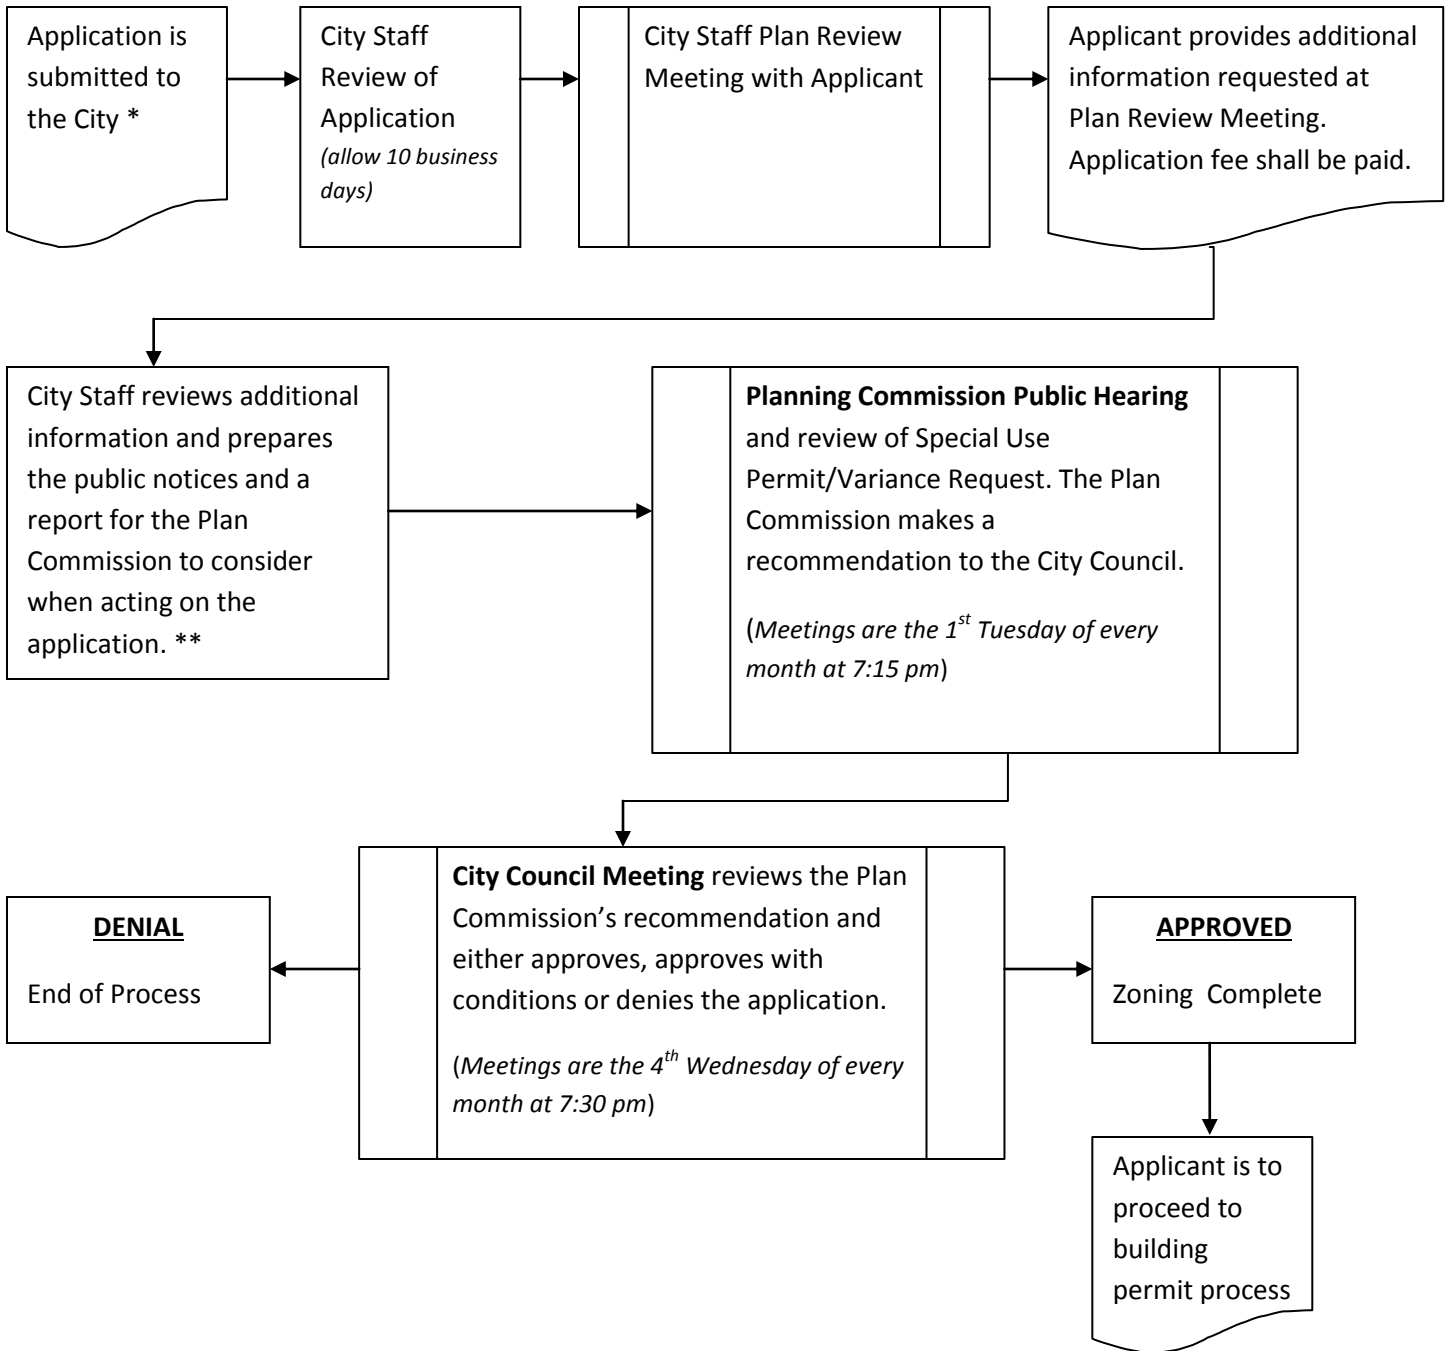 Application is
submitted to
the City *
City Staff
Review of
Application
(allow 10 business
days)
City Staff Plan Review
Meeting with Applicant
Applicant provides additional
information requested at
Plan Review Meeting.
Application fee shall be paid.
City Staff reviews additional
information and prepares
the public notices and a
report for the Plan
Commission to consider
when acting on the
application. **
Planning Commission Public Hearing
and review of Special Use
Permit/Variance Request. The Plan
Commission makes a
recommendation to the City Council.
(Meetings are the 1st Tuesday of every
month at 7:15 pm)
City Council Meeting reviews the Plan
Commission’s recommendation and
either approves, approves with
conditions or denies the application.
(Meetings are the 4th Wednesday of every
month at 7:30 pm)
DENIAL
End of Process
APPROVED
Zoning Complete
Applicant is to
proceed to
building
permit process